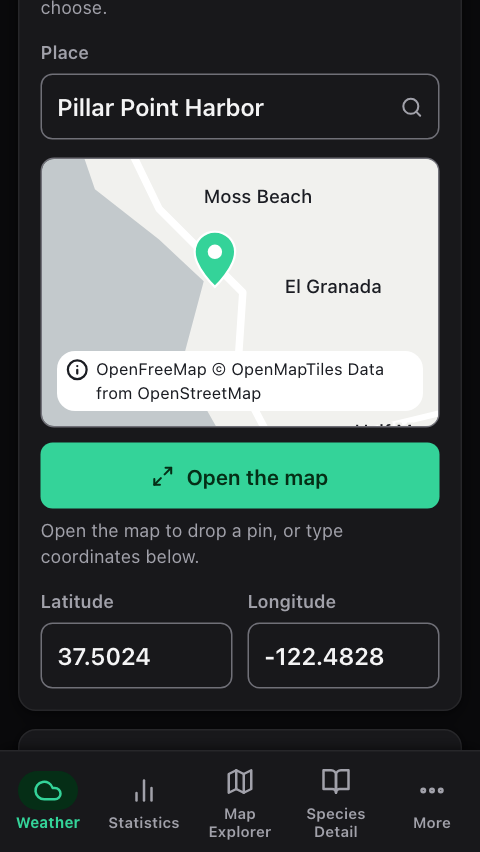 choose.
Place
Pillar Point Harbor
Moss Beach
El Granada
OpenFreeMap © OpenMapTiles Data
from OpenStreetMap
Open the map
Open the map to drop a pin, or type
coordinates below.
Latitude
Longitude
37.5024
-122.4828
Weather
Statistics
Map
Explorer
Species
Detail
More